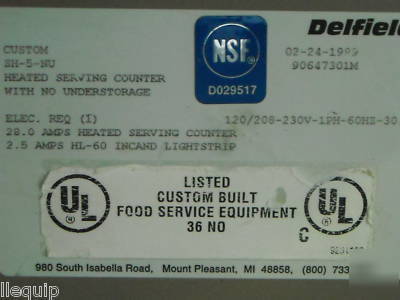 Delfield
CUSTOM
SH-5-NU
HEATED SERVING COUNTER
WITH NO UNDERSTORAGE
NSF
D029517
02-24-1999
90647301M
ELEC. REQ (I)
120/208-230V-1PH-60HZ-30
28.0 AMPS HEATED SERVING COUNTER
2.5 AMPS HL-60 INCAND LIGHTSTRIP
UL
LISTED
CUSTOM BUILT
FOOD SERVICE EQUIPMENT
36 NO
UL
C
980 South Isabella Road, Mount Pleasant, MI 48858, (800) 733
llequip